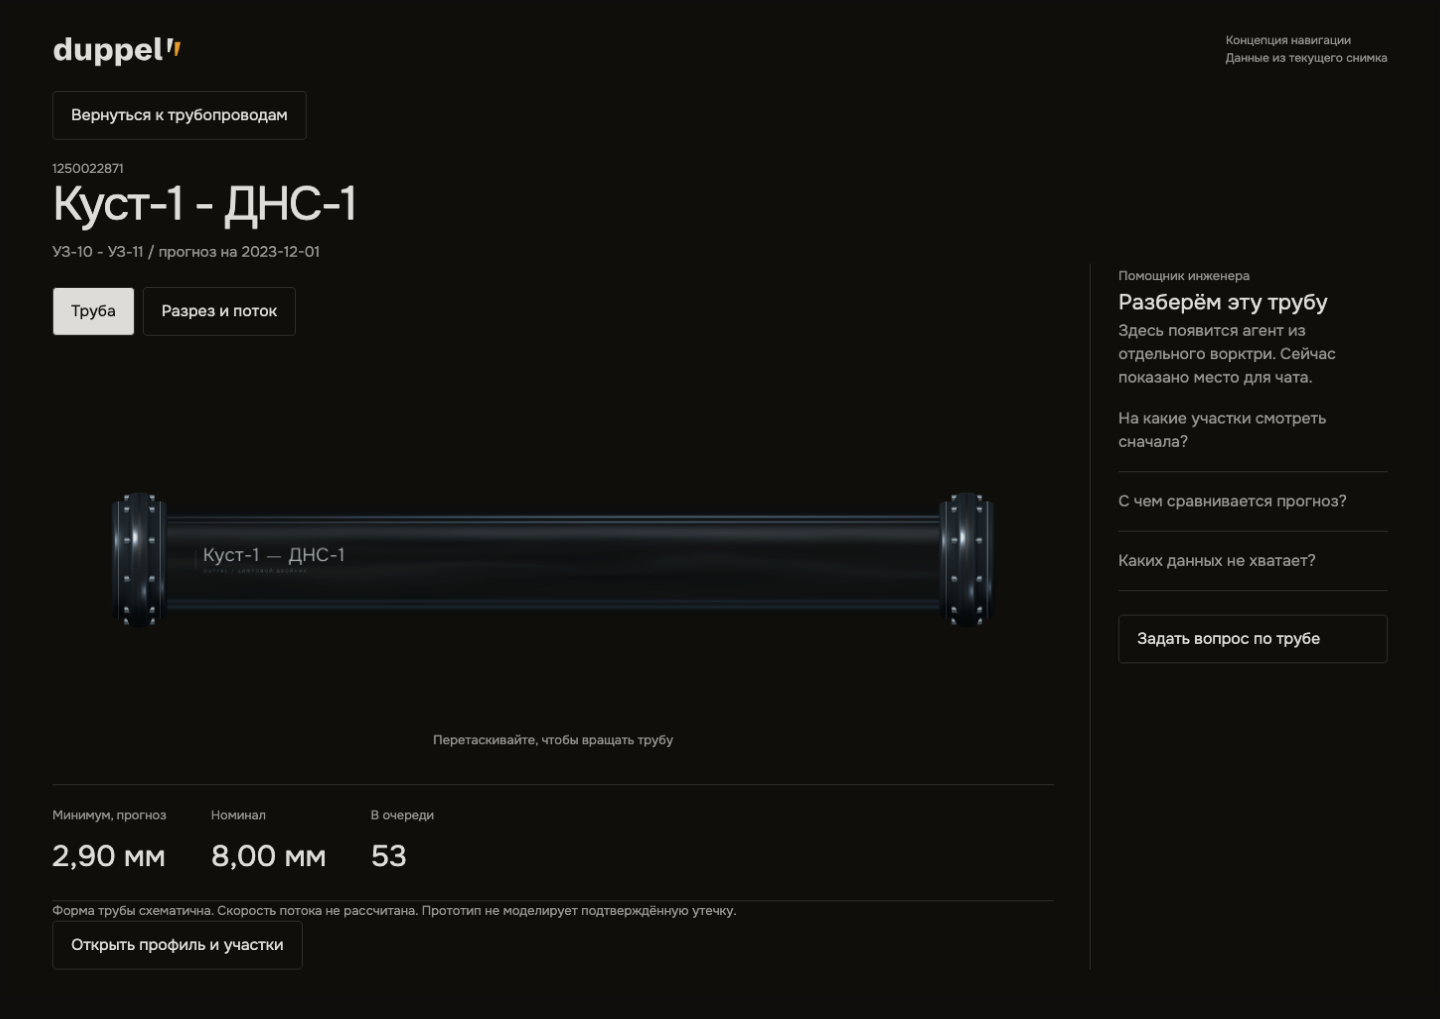 duppel
Концепция навигации
Данные из текущего снимка
Вернуться к трубопроводам
1250022871
Куст-1 - ДНС-1
УЗ-10 - УЗ-11 / прогноз на 2023-12-01
Труба
Разрез и поток
Куст-1 — ДНС-1
Перетаскивайте, чтобы вращать трубу
Минимум, прогноз
Номинал
В очереди
2,90 мм
8,00 мм
53
Форма трубы схематична. Скорость потока не рассчитана. Прототип не моделирует подтверждённую утечку.
Открыть профиль и участки
Помощник инженера
Разберём эту трубу
Здесь появится агент из
отдельного ворктри. Сейчас
показано место для чата.
На какие участки смотреть
сначала?
С чем сравнивается прогноз?
Каких данных не хватает?
Задать вопрос по трубе